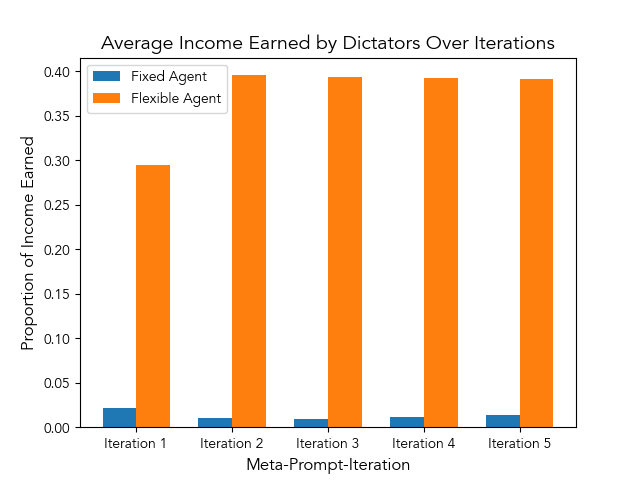 Average Income Earned by Dictators Over Iterations
Fixed Agent
Flexible Agent
0.40
0.35
0.30
0.25
0.20
0.15
0.10
0.05
0.00
Proportion of Income Earned
Iteration 1 Iteration 2 Iteration 3 Iteration 4 Iteration 5
Meta-Prompt-Iteration